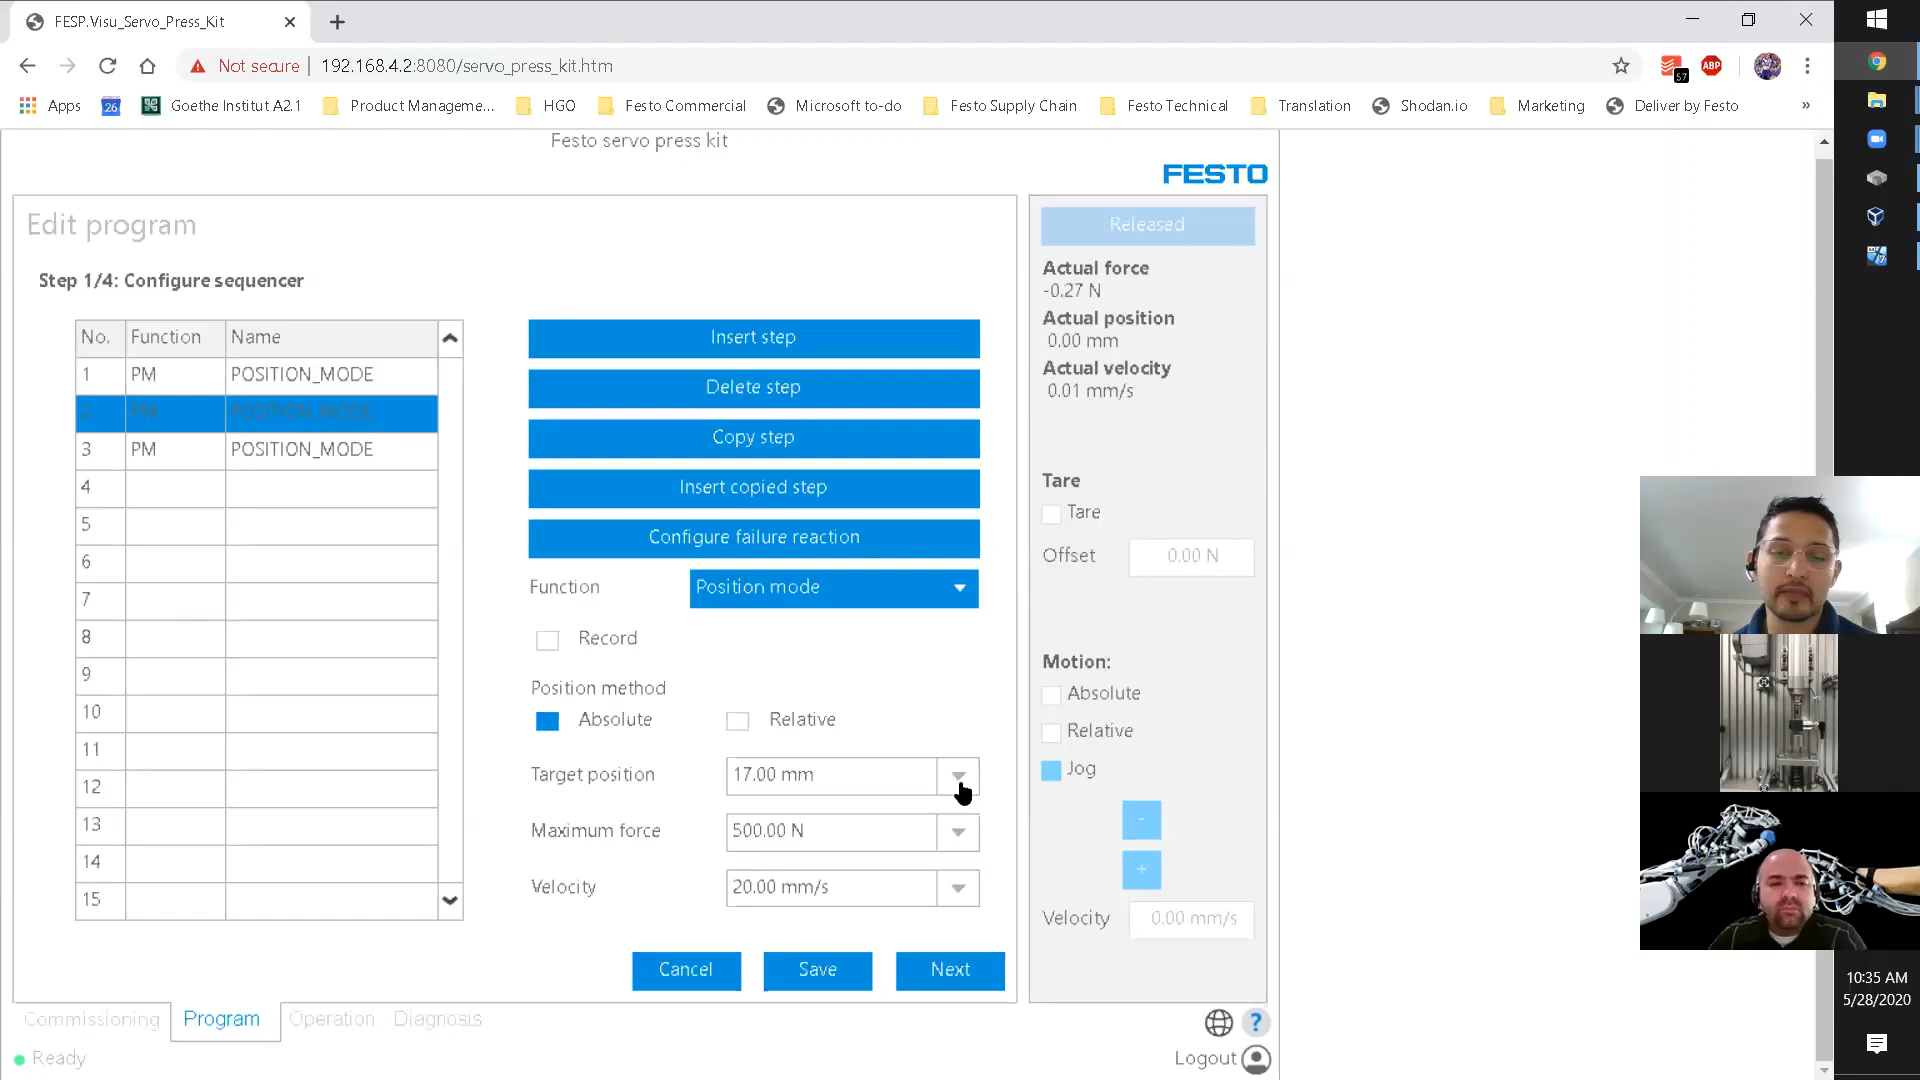 FESP.Visu_Servo_Press_Kit
Not secure
192.168.4.2:8080/servo_press_kit.htm
57
ABP
Apps
26
Goethe Institut A2.1
Product Manageme...
HGO
Festo Commercial
Microsoft to-do
Festo Supply Chain
Festo Technical
Translation
Shodan.io
Marketing
Deliver by Festo
»
Festo servo press kit
FESTO
Edit program
Step 1/4: Configure sequencer
No. Function Name
1 PM POSITION_MODE
2 PM POSITION_MODE
3 PM POSITION_MODE
4
5
6
7
8
9
10
11
12
13
14
15
Insert step
Delete step
Copy step
Insert copied step
Configure failure reaction
Function Position mode
Record
Position method
Absolute Relative
Target position 17.00 mm
Maximum force 500.00 N
Velocity 20.00 mm/s
Cancel Save Next
Released
Actual force
-0.27 N
Actual position
0.00 mm
Actual velocity
0.01 mm/s
Tare
Tare
Offset 0.00 N
Motion:
Absolute
Relative
Jog
-
+
Velocity 0.00 mm/s
Commissioning Program Operation Diagnosis
?
Ready
Logout
10:35 AM
5/28/2020